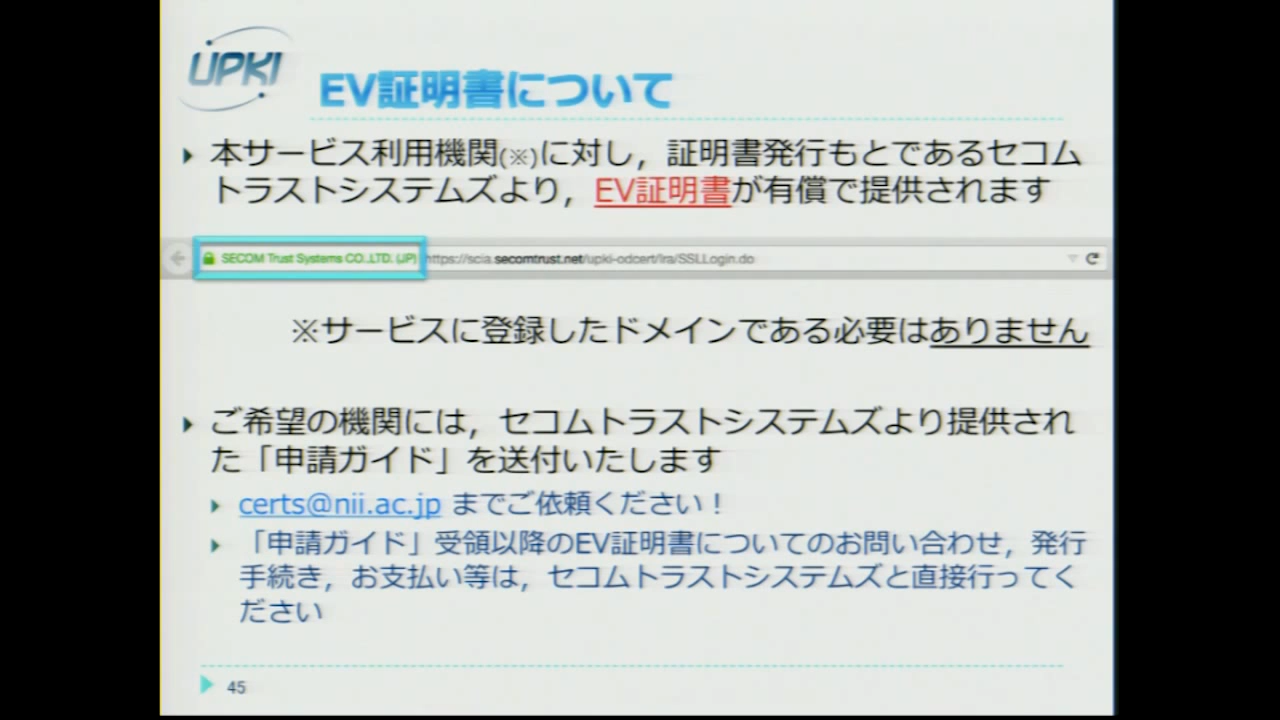 UPKI
EV証明書について
本サービス利用機関(※)に対し，証明書発行もとであるセコム
トラストシステムズより，EV証明書が有償で提供されます
SECOM Trust Systems CO.,LTD. (JP) https://scia.secomtrust.net/upki-odcert/lra/SSLLogin.do
※サービスに登録したドメインである必要はありません
ご希望の機関には，セコムトラストシステムズより提供され
た「申請ガイド」を送付いたします
certs@nii.ac.jp までご依頼ください！
「申請ガイド」受領以降のEV証明書についてのお問い合わせ，発行
手続き，お支払い等は，セコムトラストシステムズと直接行ってく
ださい
45